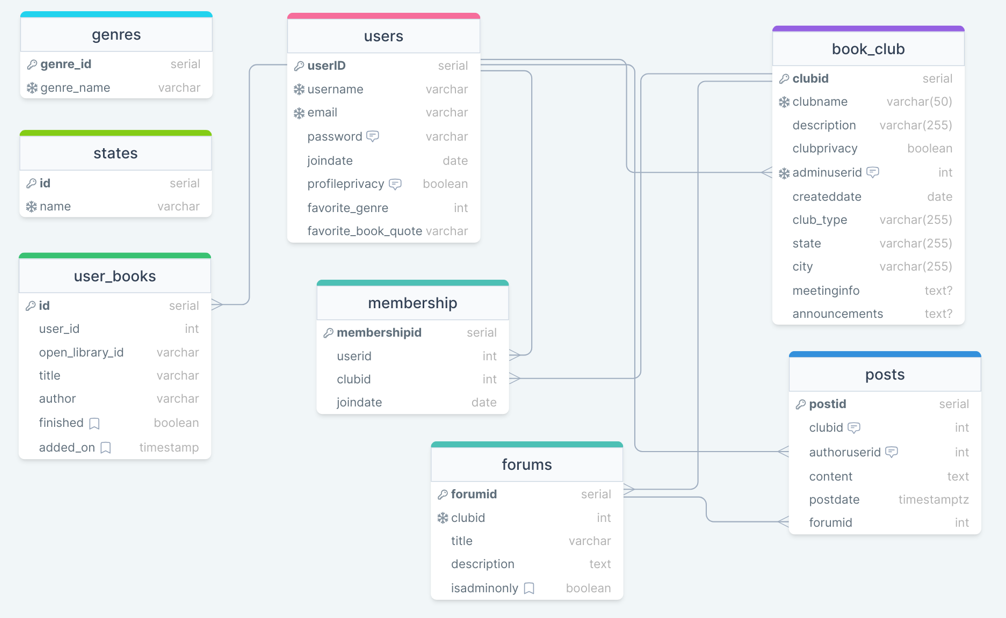 genres
genre_id serial
genre_name varchar
states
id serial
name varchar
user_books
id serial
user_id int
open_library_id varchar
title varchar
author varchar
finished boolean
added_on timestamp
users
userID serial
username varchar
email varchar
password varchar
joindate date
profileprivacy boolean
favorite_genre int
favorite_book_quote varchar
membership
membershipid serial
userid int
clubid int
joindate date
forums
forumid serial
clubid int
title varchar
description text
isadminonly boolean
book_club
clubid serial
clubname varchar(50)
description varchar(255)
clubprivacy boolean
adminuserid int
createddate date
club_type varchar(255)
state varchar(255)
city varchar(255)
meetinginfo text?
announcements text?
posts
postid serial
clubid int
authoruserid int
content text
postdate timestamptz
forumid int